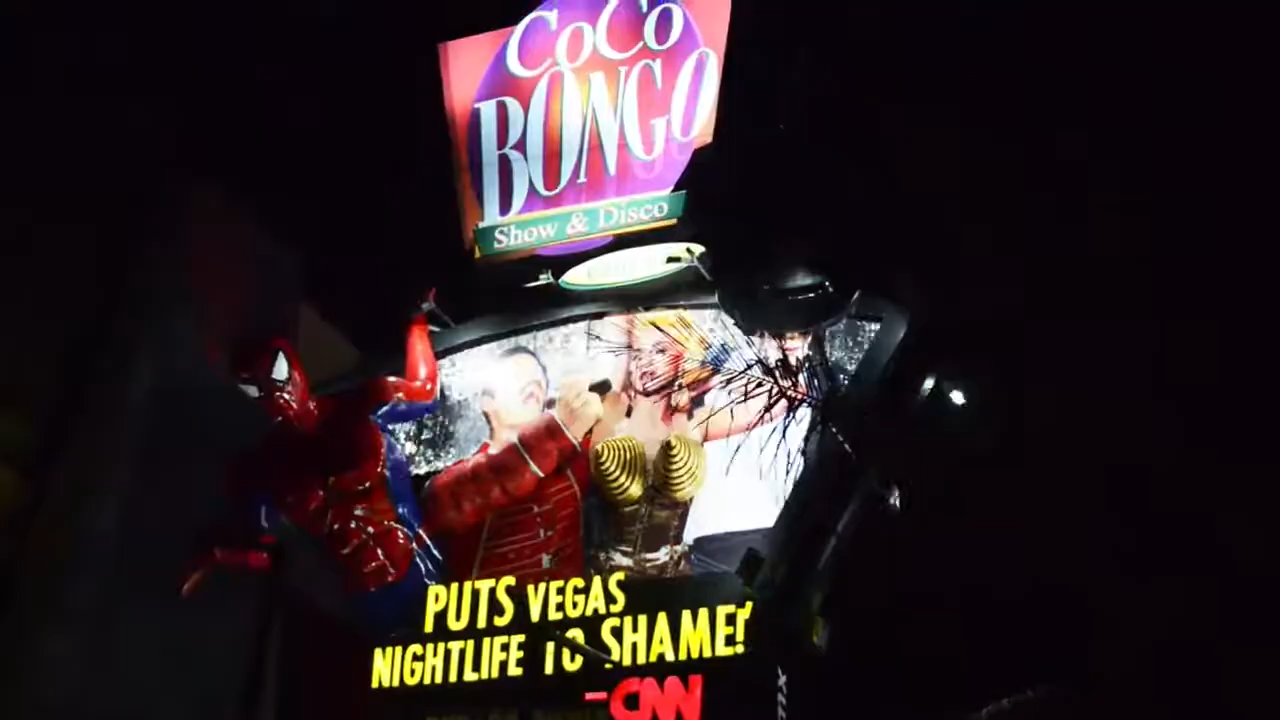 CoCo
BONGO
Show & Disco
PUTS VEGAS
NIGHTLIFE TO SHAME!'
-CNN